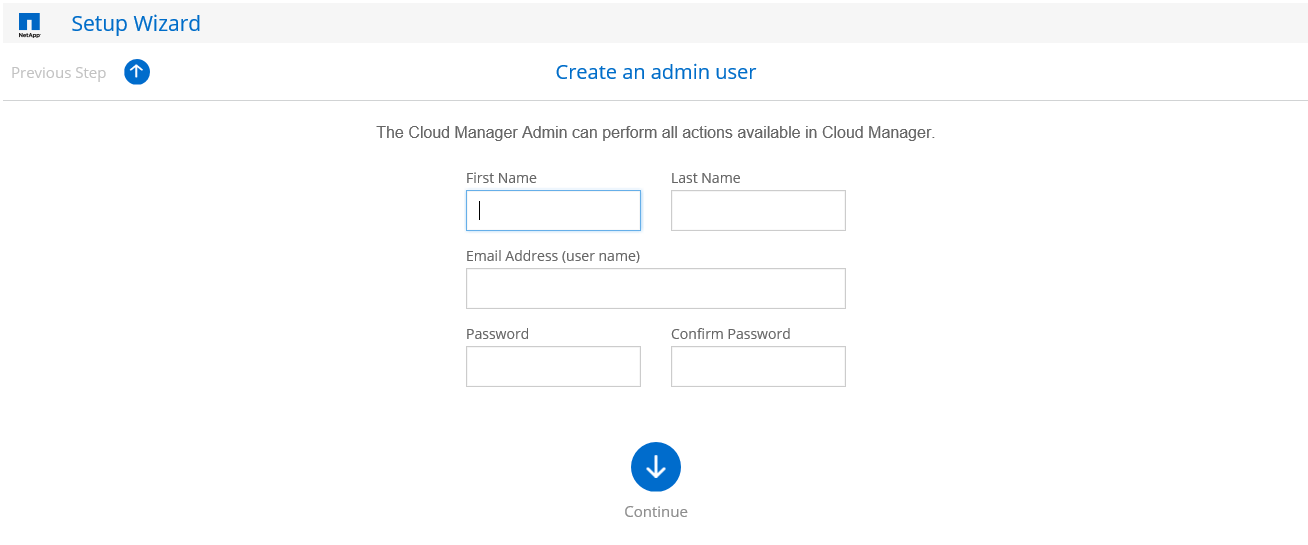 NetApp
Setup Wizard
Previous Step
Create an admin user
The Cloud Manager Admin can perform all actions available in Cloud Manager.
First Name Last Name
Email Address (user name)
Password Confirm Password
Continue